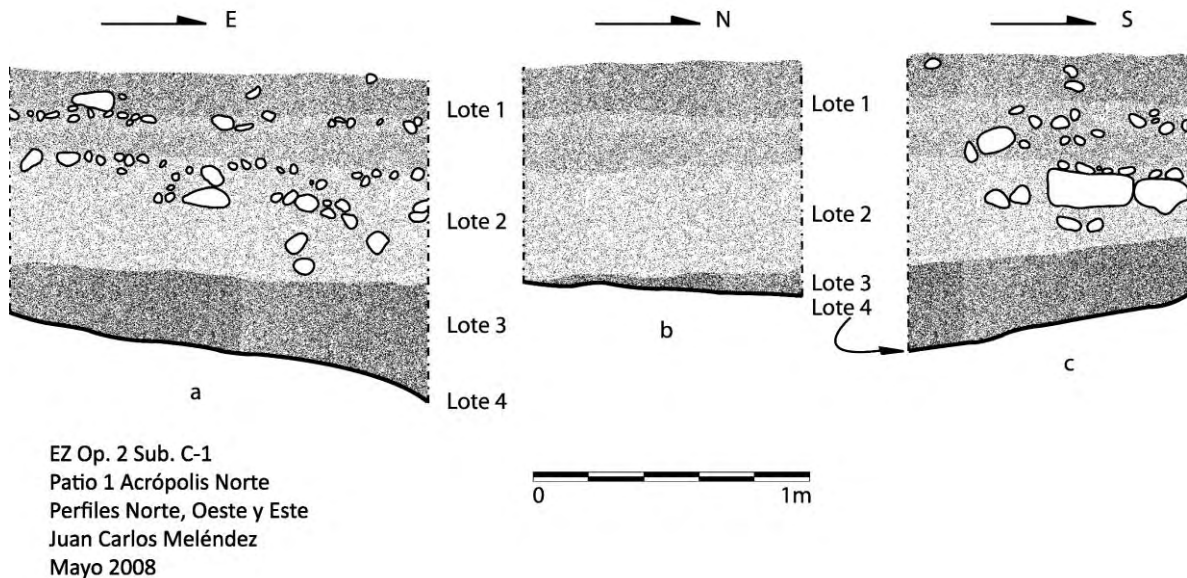 E
N
S
Lote 1
Lote 2
Lote 3
Lote 4
a
Lote 1
Lote 2
Lote 3
Lote 4
b
c
EZ Op. 2 Sub. C-1
Patio 1 Acrópolis Norte
Perfiles Norte, Oeste y Este
Juan Carlos Meléndez
Mayo 2008
0 1m